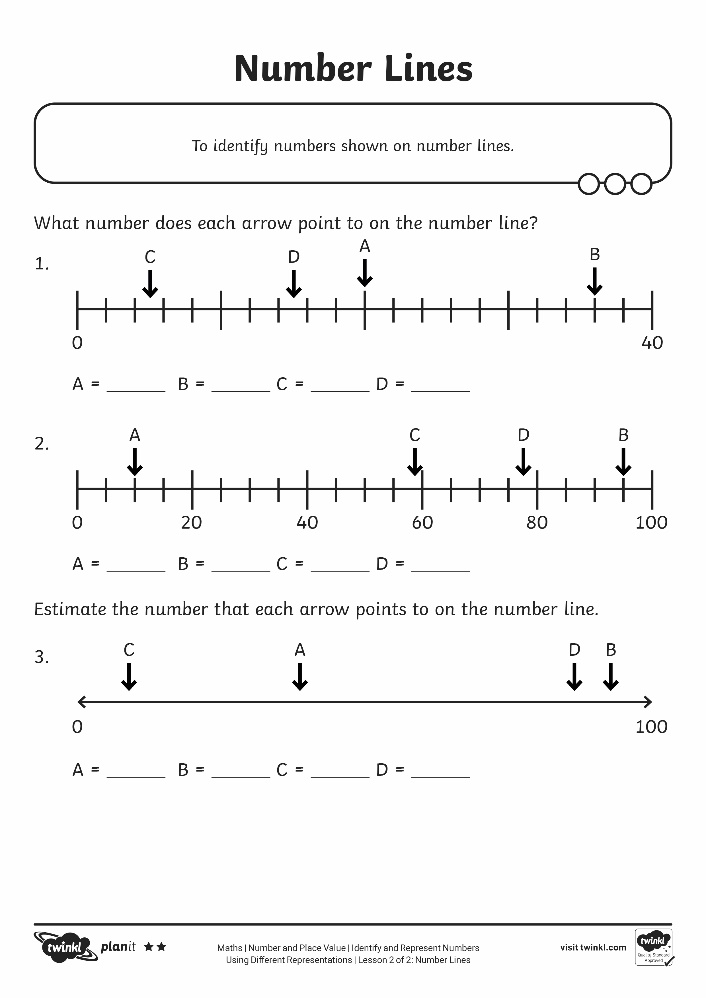 Number Lines
To identify numbers shown on number lines.
What number does each arrow point to on the number line?
1.
C D A B
0 40
A = ______ B = ______ C = ______ D = ______
2.
A C D B
0 20 40 60 80 100
A = ______ B = ______ C = ______ D = ______
Estimate the number that each arrow points to on the number line.
3.
C A D B
0 100
A = ______ B = ______ C = ______ D = ______
twinkl planit
Maths | Number and Place Value | Identify and Represent Numbers
Using Different Representations | Lesson 2 of 2: Number Lines
visit twinkl.com
twinkl
Quality Standard
Approved